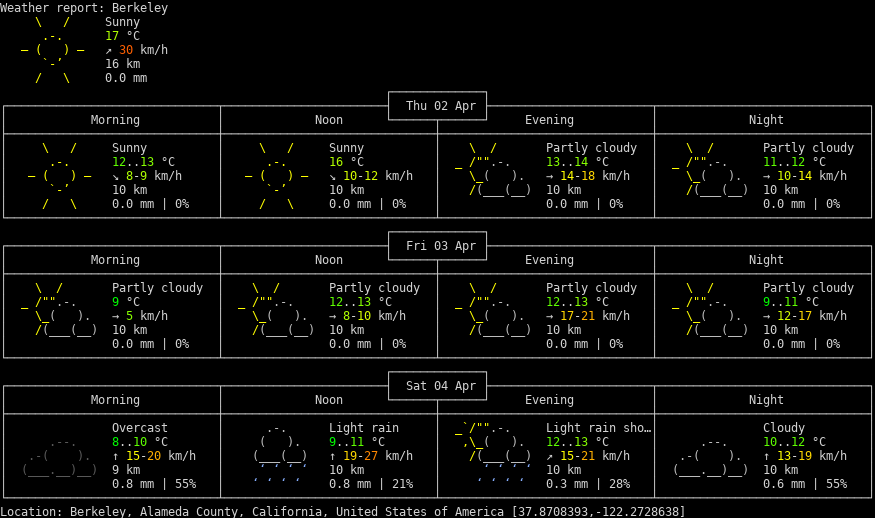 Weather report: Berkeley
Sunny
17 °C
↗ 30 km/h
16 km
0.0 mm
Thu 02 Apr
Morning Noon Evening Night
Sunny Sunny Partly cloudy Partly cloudy
12..13 °C 16 °C 13..14 °C 11..12 °C
↘ 8-9 km/h ↘ 10-12 km/h → 14-18 km/h → 10-14 km/h
10 km 10 km 10 km 10 km
0.0 mm | 0% 0.0 mm | 0% 0.0 mm | 0% 0.0 mm | 0%
Fri 03 Apr
Morning Noon Evening Night
Partly cloudy Partly cloudy Partly cloudy Partly cloudy
9 °C 12..13 °C 12..13 °C 9..11 °C
→ 5 km/h → 8-10 km/h → 17-21 km/h → 12-17 km/h
10 km 10 km 10 km 10 km
0.0 mm | 0% 0.0 mm | 0% 0.0 mm | 0% 0.0 mm | 0%
Sat 04 Apr
Morning Noon Evening Night
Overcast Light rain Light rain sho… Cloudy
8..10 °C 9..11 °C 12..13 °C 10..12 °C
↑ 15-20 km/h ↑ 19-27 km/h ↗ 15-21 km/h ↑ 13-19 km/h
9 km 10 km 10 km 10 km
0.8 mm | 55% 0.8 mm | 21% 0.3 mm | 28% 0.6 mm | 55%
Location: Berkeley, Alameda County, California, United States of America [37.8708393,-122.2728638]